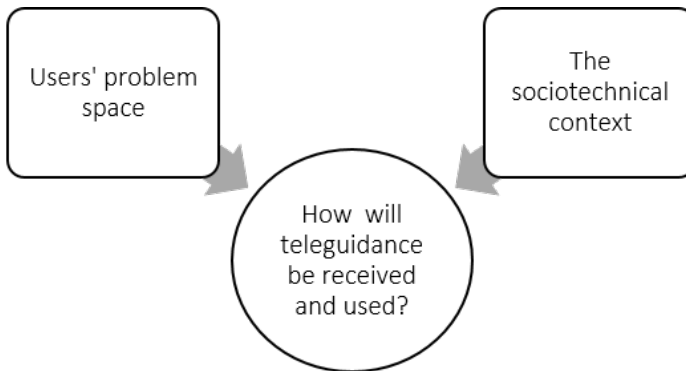 Users' problem
space
The
sociotechnical
context
How will
teleguidance
be received
and used?